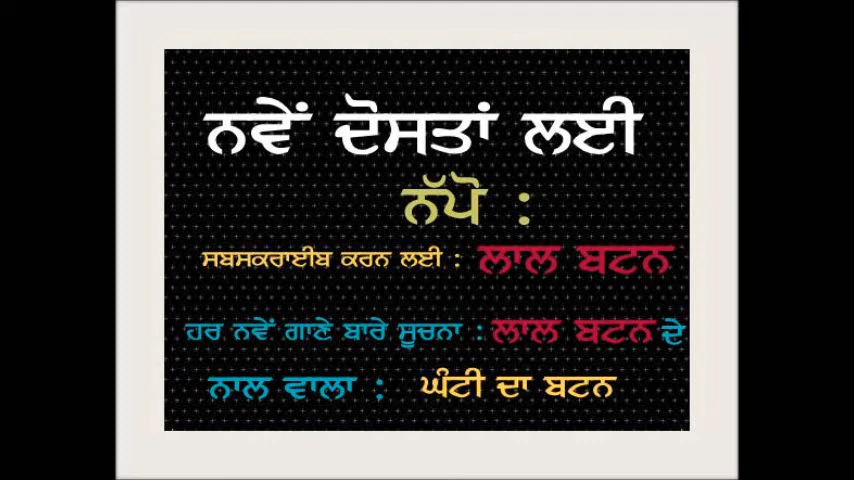 ਨਵੇਂ ਦੋਸਤਾਂ ਲਈ
ਨੱਪੋ :
ਸਬਸਕਰਾਈਬ ਕਰਨ ਲਈ : ਲਾਲ ਬਟਨ
ਹਰ ਨਵੇਂ ਗਾਣੇ ਬਾਰੇ ਸੂਚਨਾ : ਲਾਲ ਬਟਨ ਦੇ
ਨਾਲ ਵਾਲਾ : ਘੰਟੀ ਦਾ ਬਟਨ